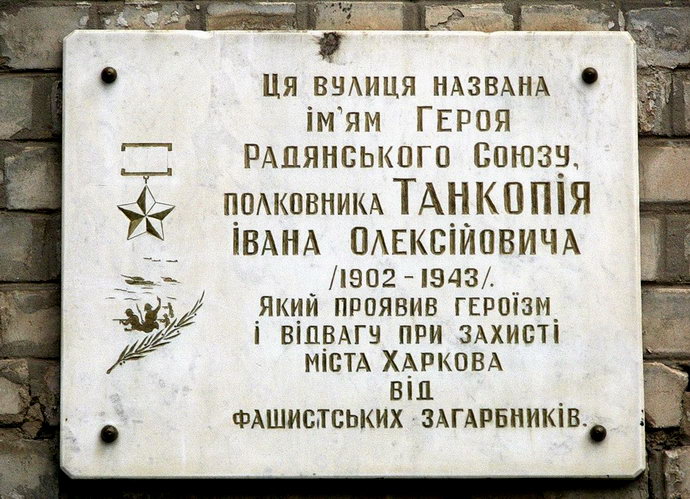 Ця вулиця названа
ім'ям Героя
Радянського Союзу,
полковника Танкопія
Івана Олексійовича
/1902-1943/.
Який проявив героїзм
і відвагу при захисті
міста Харкова
від
фашистських загарбників.